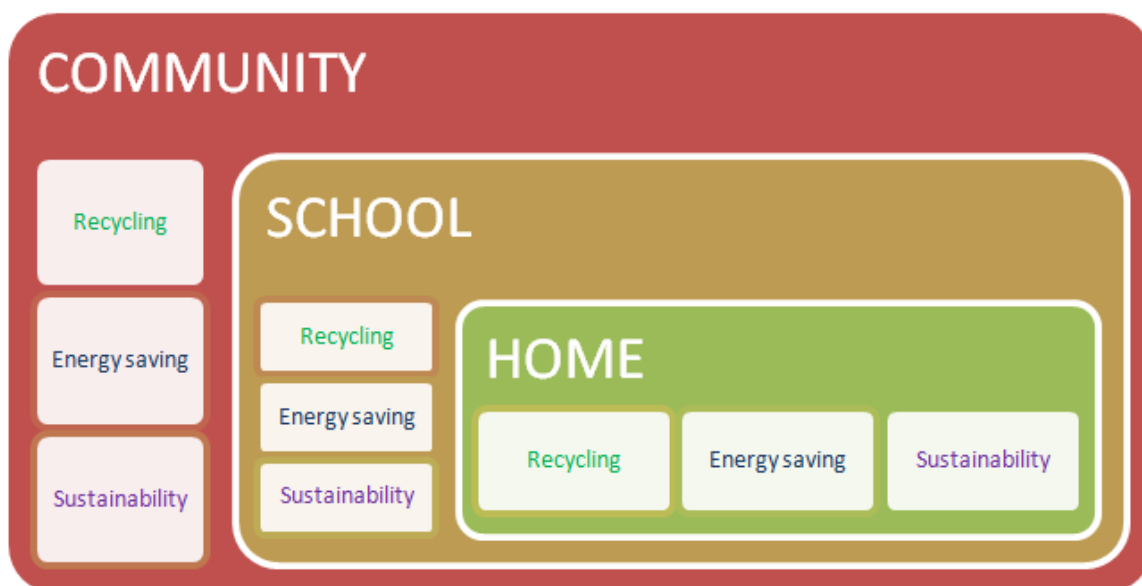 COMMUNITY
Recycling
Energy saving
Sustainability
SCHOOL
Recycling
Energy saving
Sustainability
HOME
Recycling
Energy saving
Sustainability